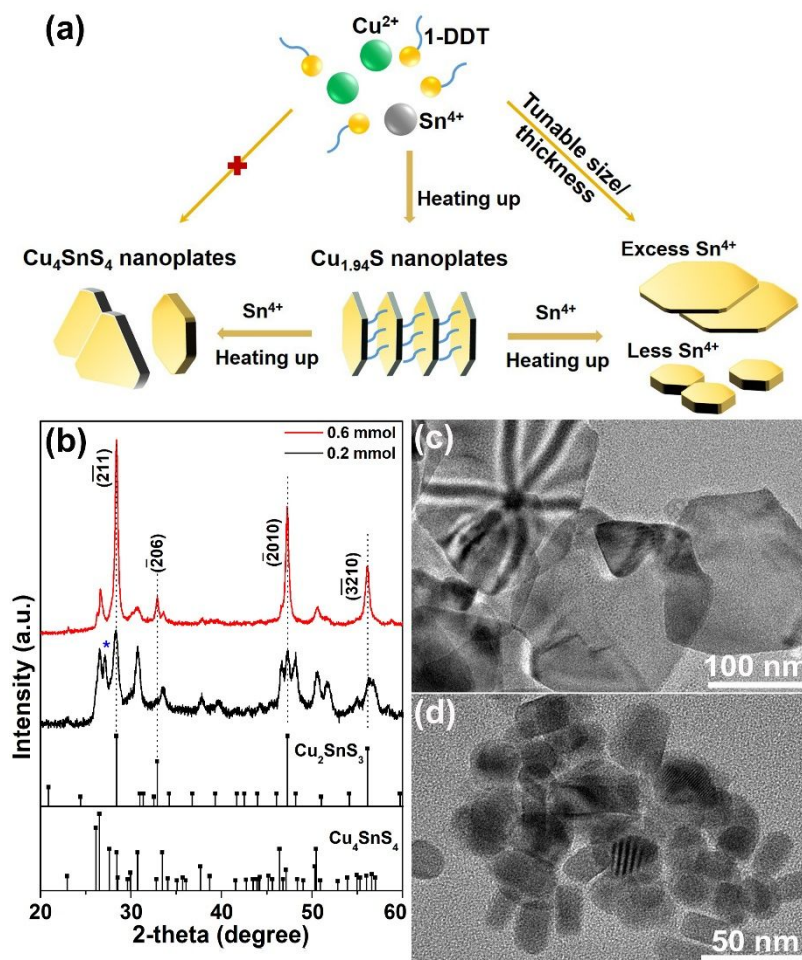 (a)
Cu²⁺
1-DDT
Sn⁴⁺
Tunable size/
thickness
Heating up
Cu₄SnS₄ nanoplates
Cu₁.₉₄S nanoplates
Excess Sn⁴⁺
Sn⁴⁺
Heating up
Sn⁴⁺
Heating up
Less Sn⁴⁺
(b)
0.6 mmol
0.2 mmol
(2̅11)
(2̅06)
(2̅010)
(3̅210)
*
Cu₂SnS₃
Cu₄SnS₄
Intensity (a.u.)
20 30 40 50 60
2-theta (degree)
(c)
100 nm
(d)
50 nm